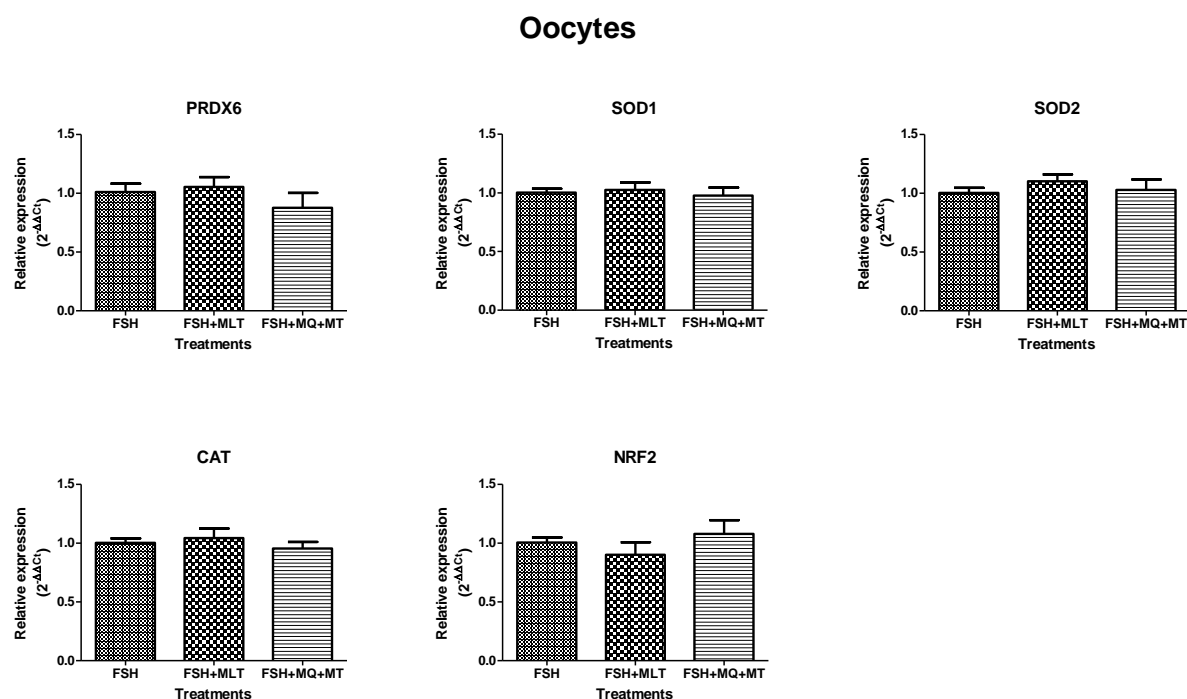 Oocytes
PRDX6
Relative expression
(2^-ΔΔCt)
1.5
1.0
0.5
0.0
FSH FSH+MLT FSH+MQ+MT
Treatments
SOD1
Relative expression
(2^-ΔΔCt)
1.5
1.0
0.5
0.0
FSH FSH+MLT FSH+MQ+MT
Treatments
SOD2
Relative expression
(2^-ΔΔCt)
1.5
1.0
0.5
0.0
FSH FSH+MLT FSH+MQ+MT
Treatments
CAT
Relative expression
(2^-ΔΔCt)
1.5
1.0
0.5
0.0
FSH FSH+MLT FSH+MQ+MT
Treatments
NRF2
Relative expression
(2^-ΔΔCt)
1.5
1.0
0.5
0.0
FSH FSH+MLT FSH+MQ+MT
Treatments